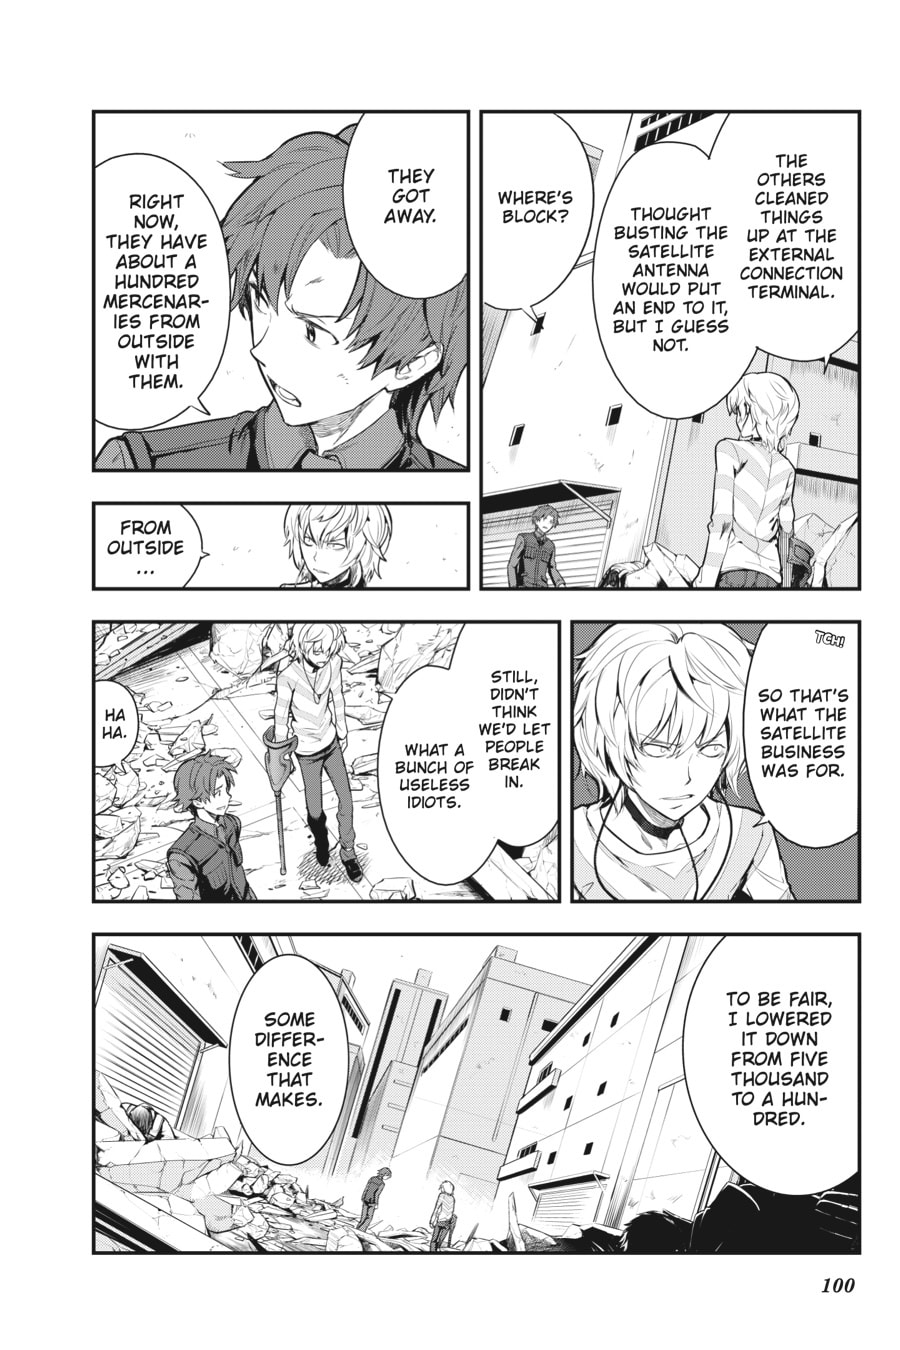 THE
OTHERS
CLEANED
THINGS
UP AT THE
EXTERNAL
CONNECTION
TERMINAL.
THOUGHT
BUSTING THE
SATELLITE
ANTENNA
WOULD PUT
AN END TO IT,
BUT I GUESS
NOT.
WHERE'S
BLOCK?
THEY
GOT
AWAY.
RIGHT
NOW,
THEY HAVE
ABOUT A
HUNDRED
MERCENAR-
IES FROM
OUTSIDE
WITH
THEM.
FROM
OUTSIDE
...
TCH!
SO THAT'S
WHAT THE
SATELLITE
BUSINESS
WAS FOR.
STILL,
DIDN'T
THINK
WE'D LET
PEOPLE
BREAK
IN.
WHAT A
BUNCH OF
USELESS
IDIOTS.
HA
HA.
TO BE FAIR,
I LOWERED
IT DOWN
FROM FIVE
THOUSAND
TO A HUN-
DRED.
SOME
DIFFER-
ENCE
THAT
MAKES.
100